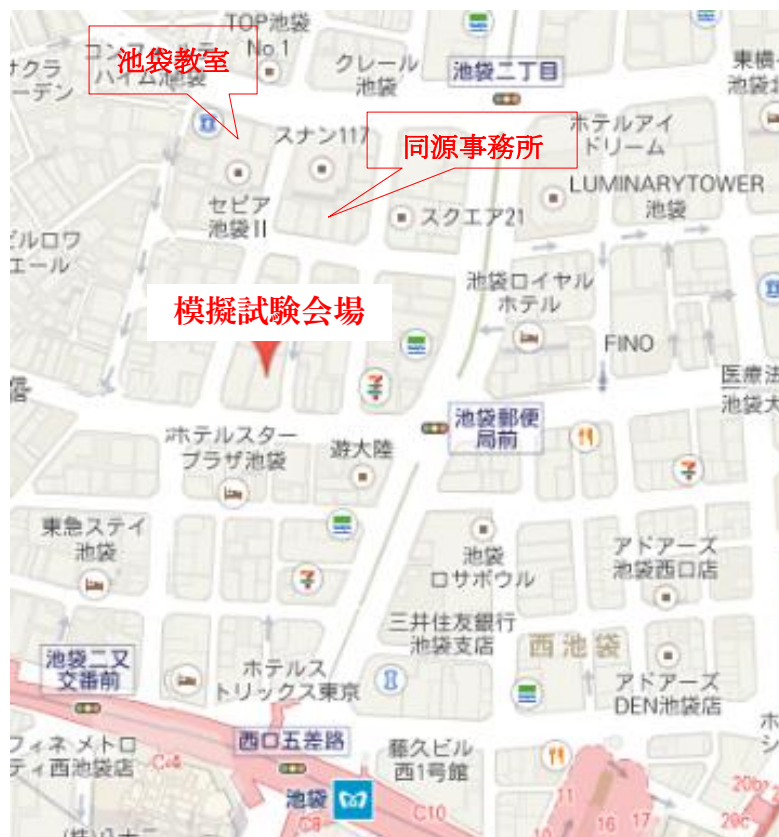 TOP池袋
No 1
池袋教室
クレール
池袋
池袋二丁目
東横イ
池袋北
サクラ
ーデン
スナン117
同源事務所
ホテルアイ
ドリーム
LUMINARYTOWER
池袋
セピア
池袋II
スクエア21
ビルロワ
エール
池袋ロイヤル
ホテル
模擬試験会場
FINO
医療法
池袋大
信
池袋郵便
局前
ホテルスター
プラザ池袋
遊大陸
東急ステイ
池袋
池袋
ロサボウル
アドアーズ
池袋西口店
三井住友銀行
池袋支店
西池袋
池袋二又
交番前
ホテルス
トリックス東京
アドアーズ
DEN池袋店
フィネ メトロ
ティ西池袋店
C4
西口五差路
藤久ビル
西1号館
池袋
C8
C10
11
10
16
17
20b
20c